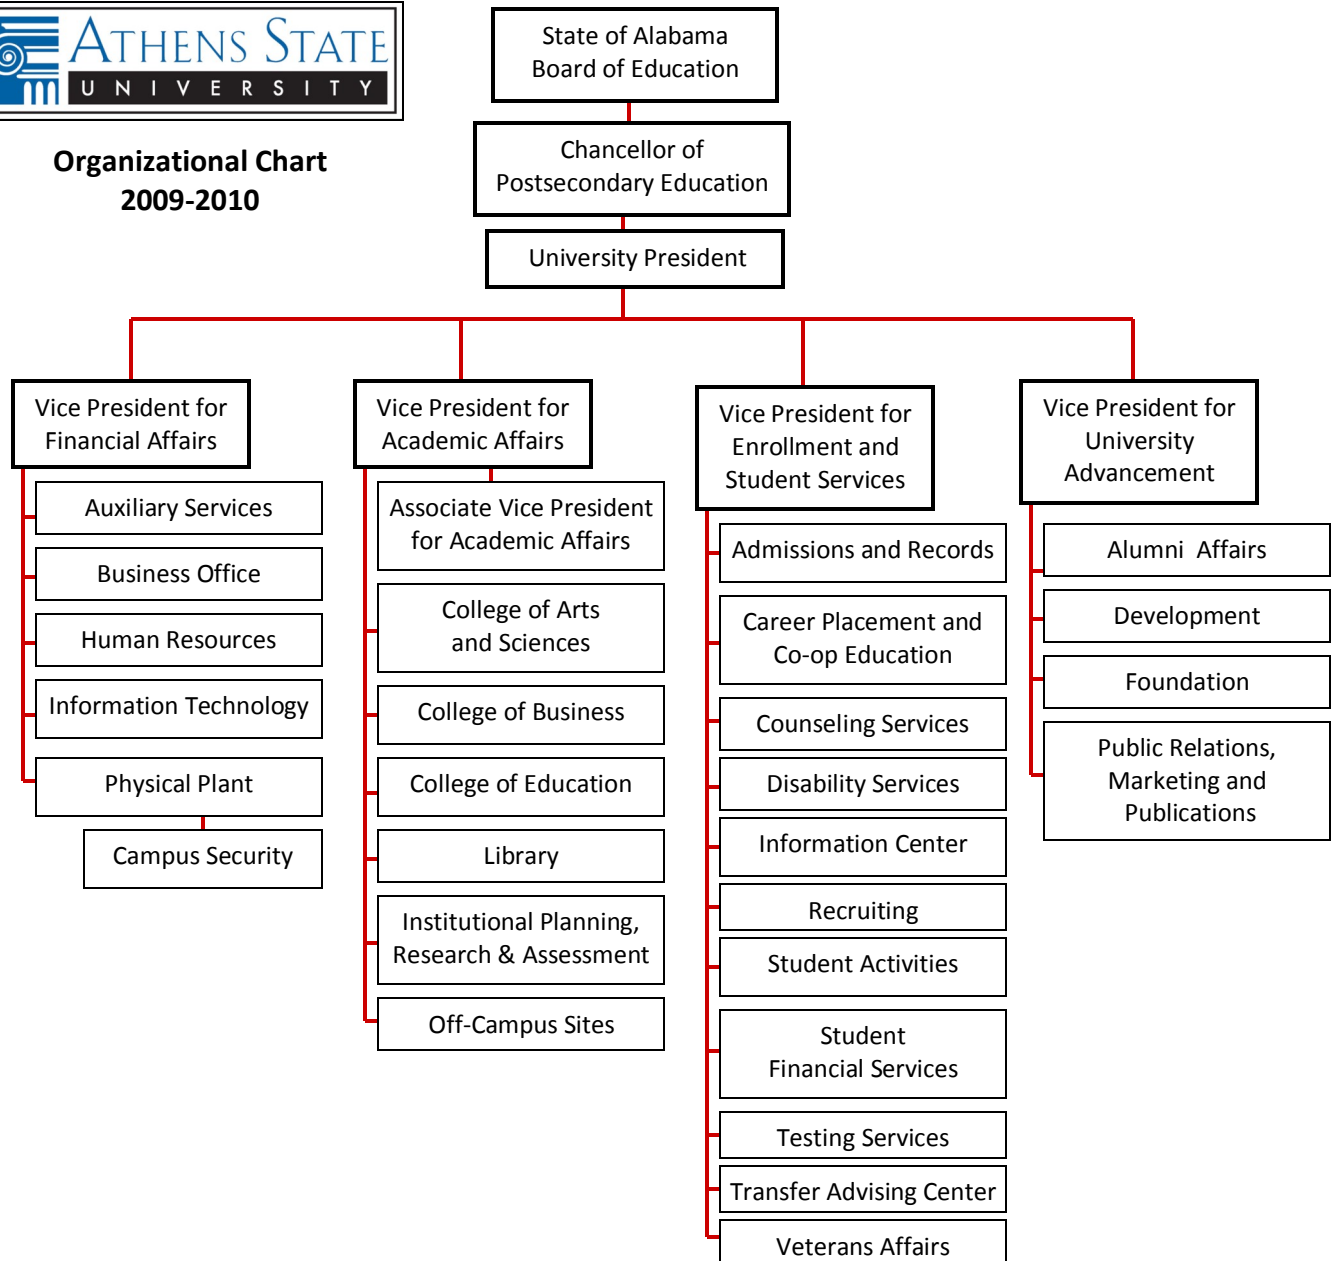 ATHENS STATE
UNIVERSITY
Organizational Chart
2009-2010
State of Alabama
Board of Education
Chancellor of
Postsecondary Education
University President
Vice President for
Financial Affairs
Auxiliary Services
Business Office
Human Resources
Information Technology
Physical Plant
Campus Security
Vice President for
Academic Affairs
Associate Vice President
for Academic Affairs
College of Arts
and Sciences
College of Business
College of Education
Library
Institutional Planning,
Research & Assessment
Off-Campus Sites
Vice President for
Enrollment and
Student Services
Admissions and Records
Career Placement and
Co-op Education
Counseling Services
Disability Services
Information Center
Recruiting
Student Activities
Student
Financial Services
Testing Services
Transfer Advising Center
Veterans Affairs
Vice President for
University
Advancement
Alumni Affairs
Development
Foundation
Public Relations,
Marketing and
Publications